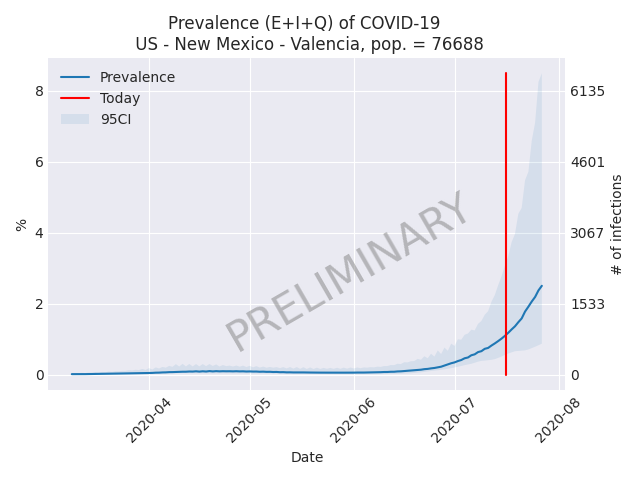 Prevalence (E+I+Q) of COVID-19
US - New Mexico - Valencia, pop. = 76688
Prevalence
Today
95CI
8
6
4
2
0
%
6135
4601
3067
1533
0
# of infections
PRELIMINARY
2020-04
2020-05
2020-06
2020-07
2020-08
Date